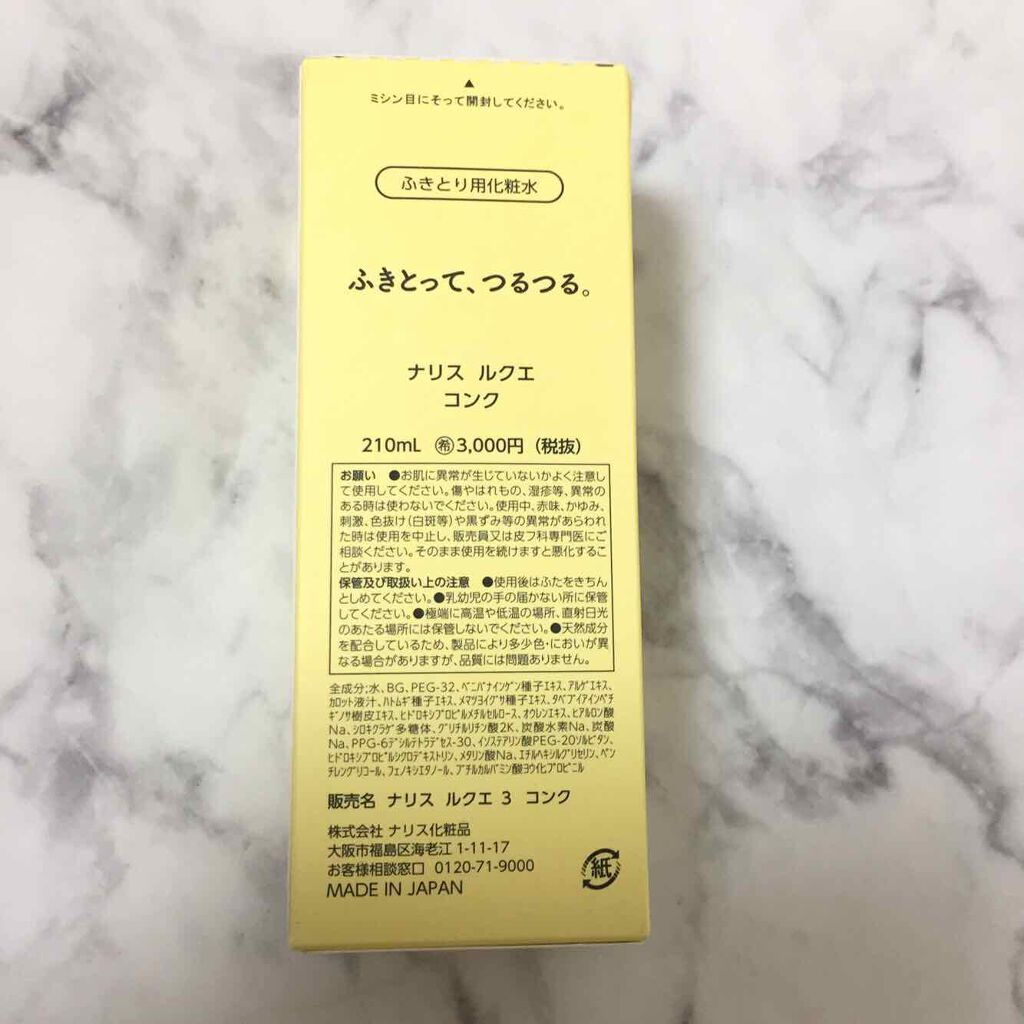 ▲
ミシン目にそって開封してください。
ふきとり用化粧水
ふきとって、つるつる。
ナリス ルクエ
コンク
210mL ㊭3,000円（税抜）
お願い ●お肌に異常が生じていないかよく注意し
て使用してください。傷やはれもの、湿疹等、異常の
ある時は使わないでください。使用中、赤味、かゆみ、
刺激、色抜け（白斑等）や黒ずみ等の異常があらわれ
た時は使用を中止し、販売員又は皮フ科専門医にご
相談ください。そのまま使用を続けますと悪化するこ
とがあります。
保管及び取扱い上の注意 ●使用後はふたをきちん
としめてください。●乳幼児の手の届かない所に保管
してください。●極端に高温や低温の場所、直射日光
のあたる場所には保管しないでください。●天然成分
を配合しているため、製品により多少色・においが異
なる場合がありますが、品質には問題ありません。
全成分;水、BG、PEG-32、ﾍﾞﾆﾊﾞﾅｲﾝｹﾞﾝ種子ｴｷｽ、ｱﾙｹﾞｴｷｽ、
ｶﾛｯﾄ液汁、ﾊﾄﾑｷﾞ種子ｴｷｽ、ﾒﾏﾂﾖｲｸﾞｻ種子ｴｷｽ、ﾀﾍﾞﾌﾞｲｱｲﾝﾍﾟﾁ
ｷﾞﾉｻ樹皮ｴｷｽ、ﾋﾄﾞﾛｷｼﾌﾟﾛﾋﾟﾙﾒﾁﾙｾﾙﾛｰｽ、ｵｳﾚﾝｴｷｽ、ﾋｱﾙﾛﾝ酸
Na、ｼﾛｷｸﾗｹﾞ多糖体、ｸﾞﾘﾁﾙﾘﾁﾝ酸2K、炭酸水素Na、炭酸
Na、PPG-6ﾃﾞｼﾙﾃﾄﾗﾃﾞｾｽ-30、ｲｿｽﾃｱﾘﾝ酸PEG-20ｿﾙﾋﾞﾀﾝ、
ﾋﾄﾞﾛｷｼﾌﾟﾛﾋﾟﾙｼｸﾛﾃﾞｷｽﾄﾘﾝ、ﾒﾀﾘﾝ酸Na、ｴﾁﾙﾍｷｼﾙｸﾞﾘｾﾘﾝ、ﾍﾟﾝ
ﾁﾚﾝｸﾞﾘｺｰﾙ、ﾌｪﾉｷｼｴﾀﾉｰﾙ、ﾌﾞﾁﾙｶﾙﾊﾞﾐﾝ酸ﾖｳ化ﾌﾟﾛﾋﾟﾆﾙ
販売名 ナリス ルクエ 3 コンク
株式会社 ナリス化粧品
大阪市福島区海老江 1-11-17
お客様相談窓口 0120-71-9000
MADE IN JAPAN
紙